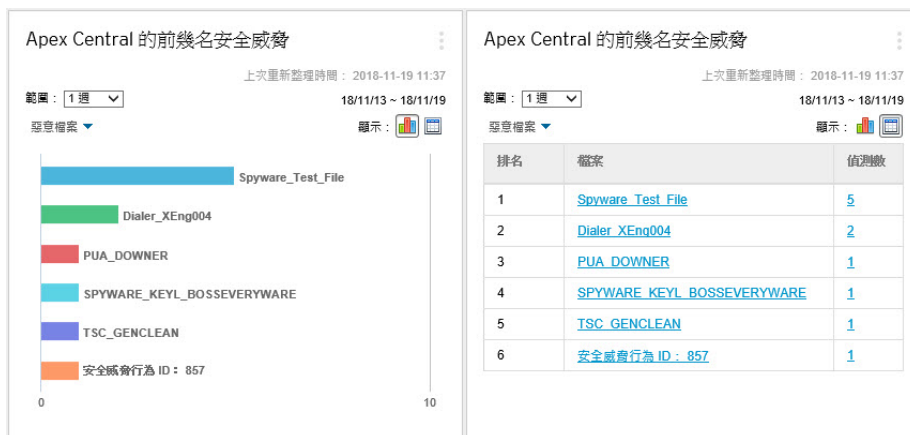 Apex Central 的前幾名安全威脅
上次重新整理時間： 2018-11-19 11:37
範圍： 1 週
18/11/13 ~ 18/11/19
惡意檔案
顯示：
Spyware_Test_File
Dialer_XEng004
PUA_DOWNER
SPYWARE_KEYL_BOSSEVERYWARE
TSC_GENCLEAN
安全威脅行為 ID： 857
0 10
Apex Central 的前幾名安全威脅
上次重新整理時間： 2018-11-19 11:37
範圍： 1 週
18/11/13 ~ 18/11/19
惡意檔案
顯示：
排名 檔案 偵測數
1 Spyware_Test_File 5
2 Dialer_XEng004 2
3 PUA_DOWNER 1
4 SPYWARE_KEYL_BOSSEVERYWARE 1
5 TSC_GENCLEAN 1
6 安全威脅行為 ID： 857 1